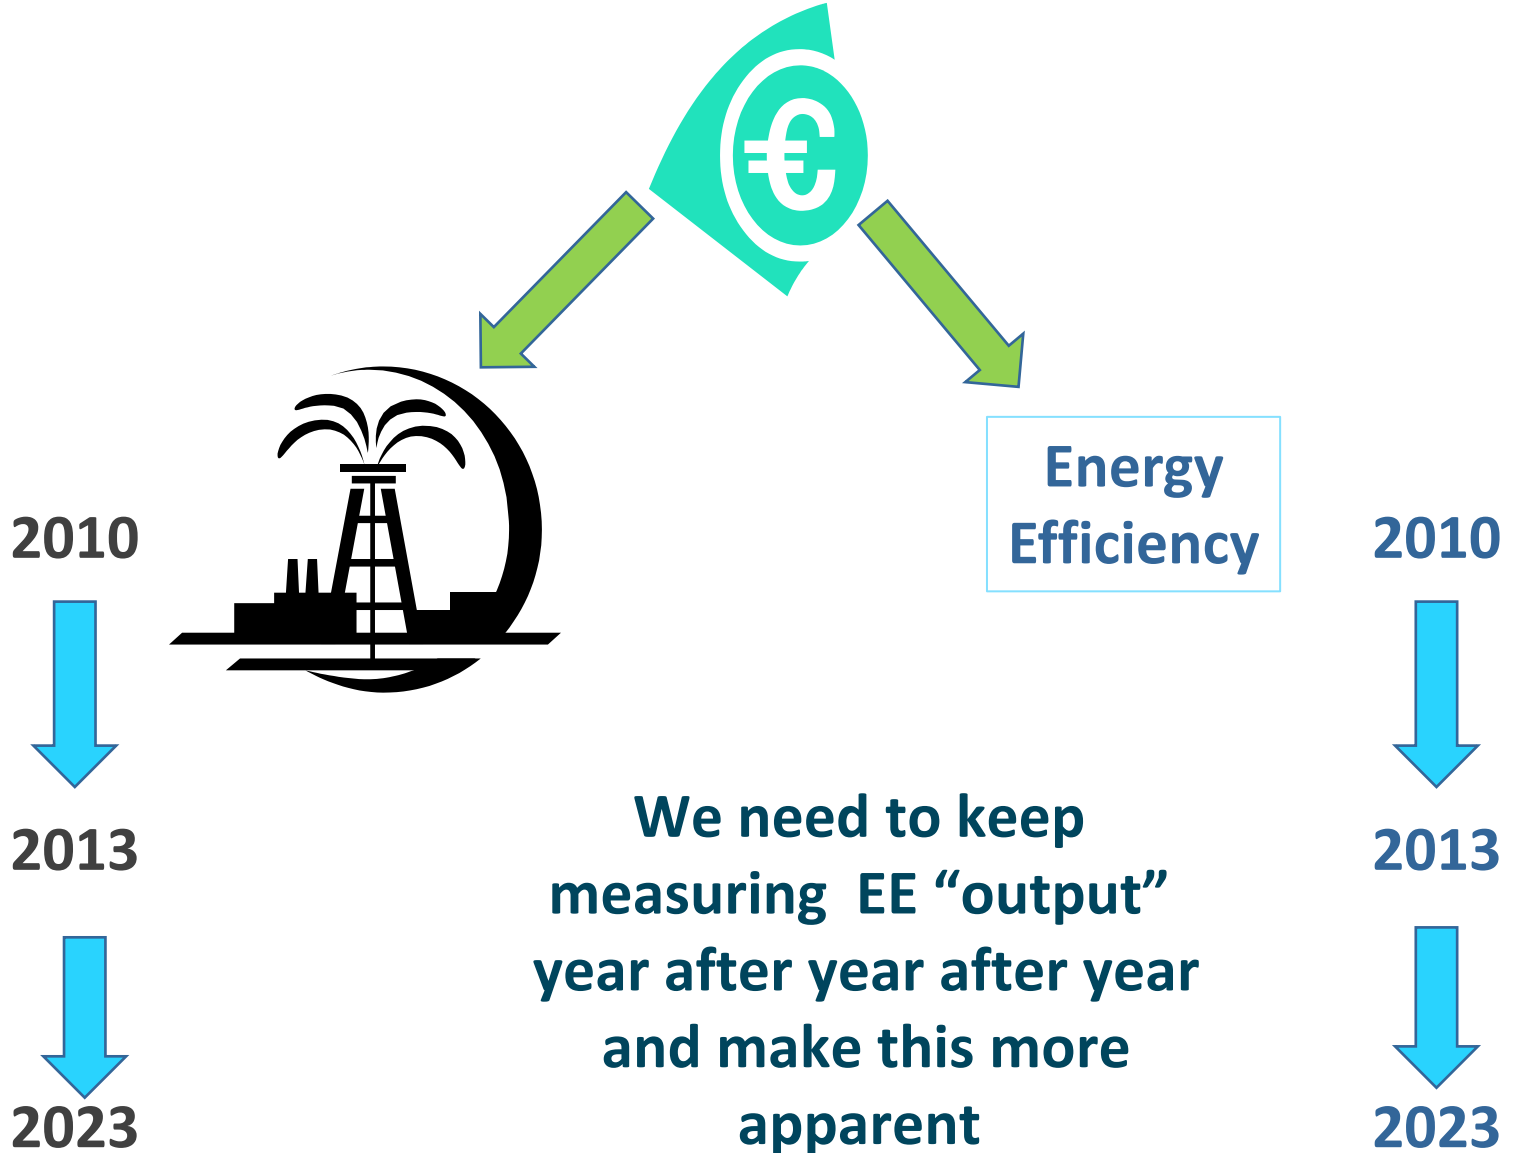 €
Energy
Efficiency
2010
2010
We need to keep
2013
2013
measuring  EE “output”
year after year after year
and make this more
apparent
2023
2023